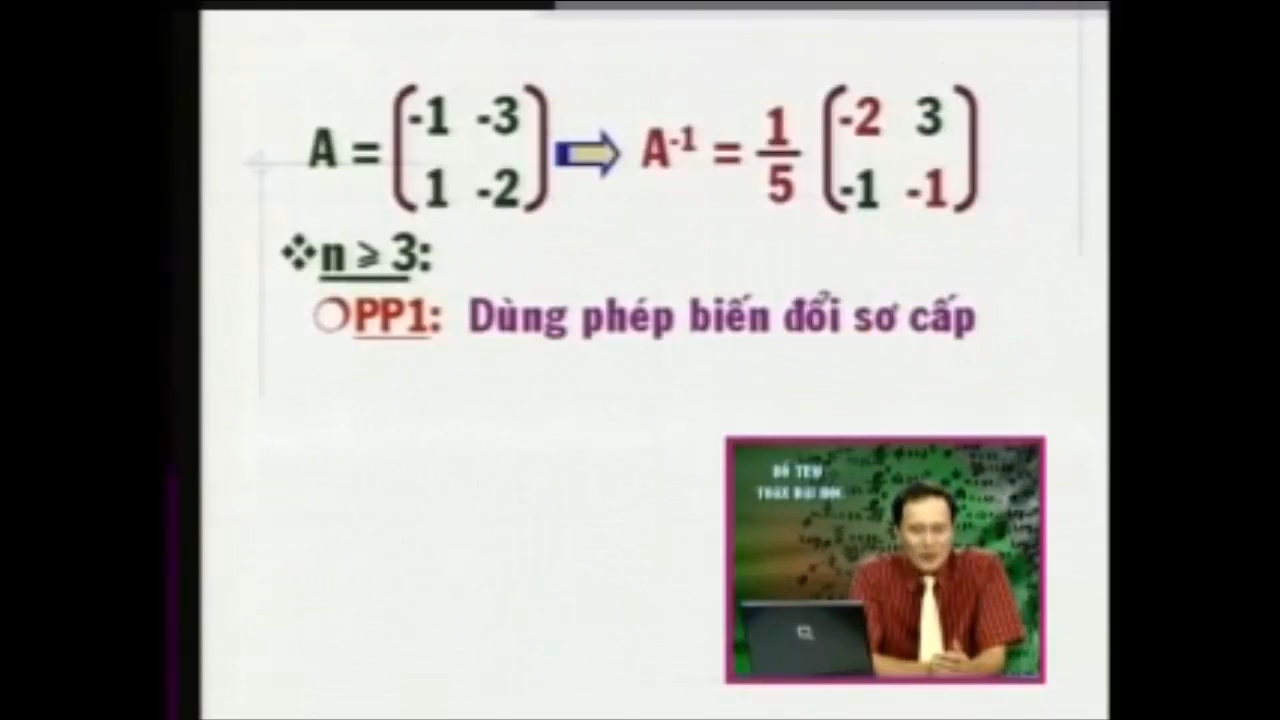 A = (-1 -3
1 -2) ⇨ A⁻¹ = 1/5 (-2 3
-1 -1)
❖n ≥ 3:
❍PP1: Dùng phép biến đổi sơ cấp